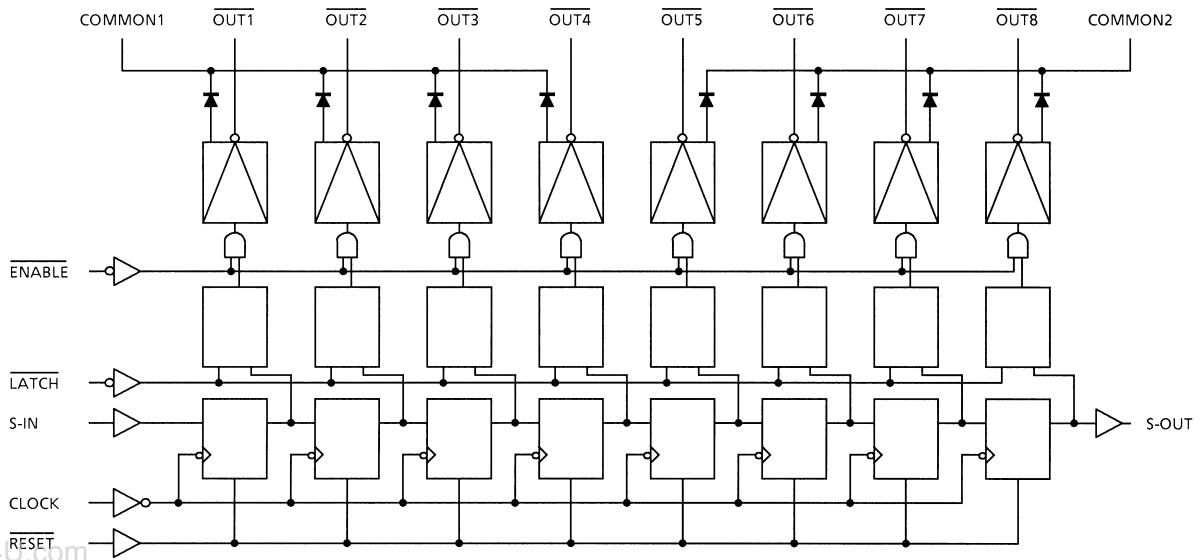 COMMON1 OUT1 OUT2 OUT3 OUT4 OUT5 OUT6 OUT7 OUT8 COMMON2
ENABLE
LATCH
S-IN S-OUT
CLOCK
RESET